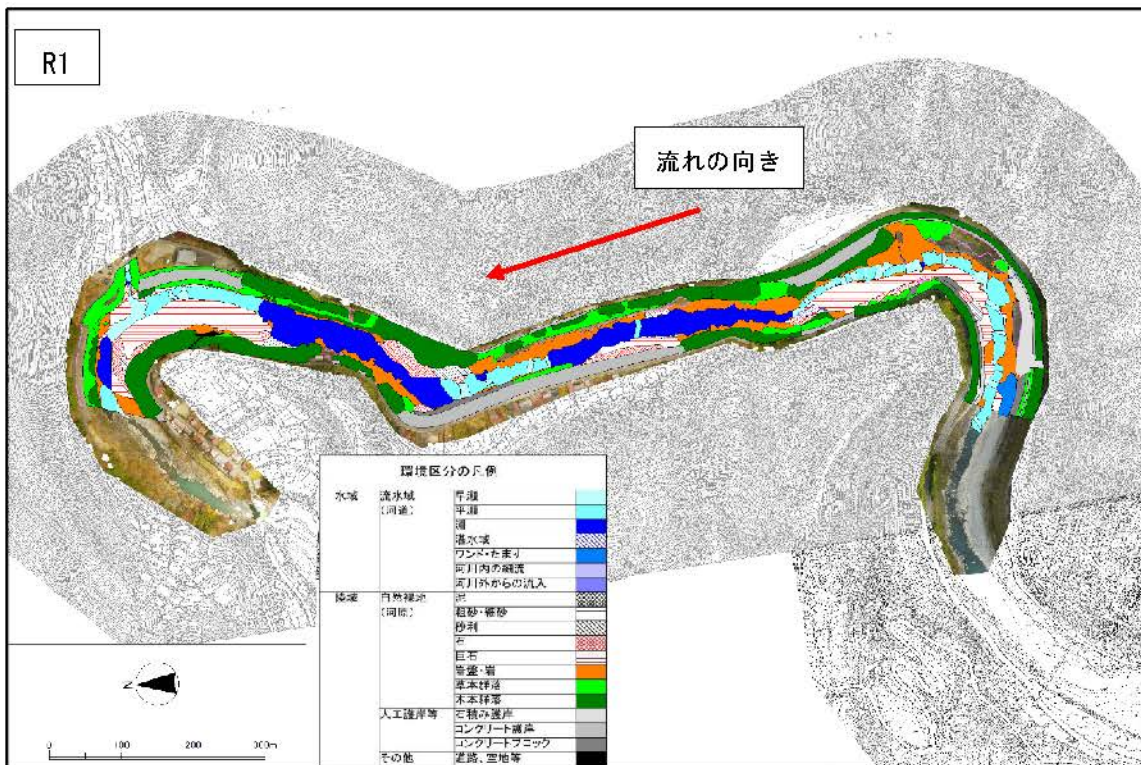 R1
流れの向き
環境区分の凡例
水域 流水域 早瀬
(河道) 平瀬
淵
湛水域
ワンド・たまり
河川内の細流
河川外からの流入
陸域 自然裸地 泥
(河原) 粗砂・細砂
砂利
石
巨石
岩盤・岩
草本群落
木本群落
人工護岸等 石積み護岸
コンクリート護岸
コンクリートブロック
その他 道路、空地等
N
0 100 200 300m